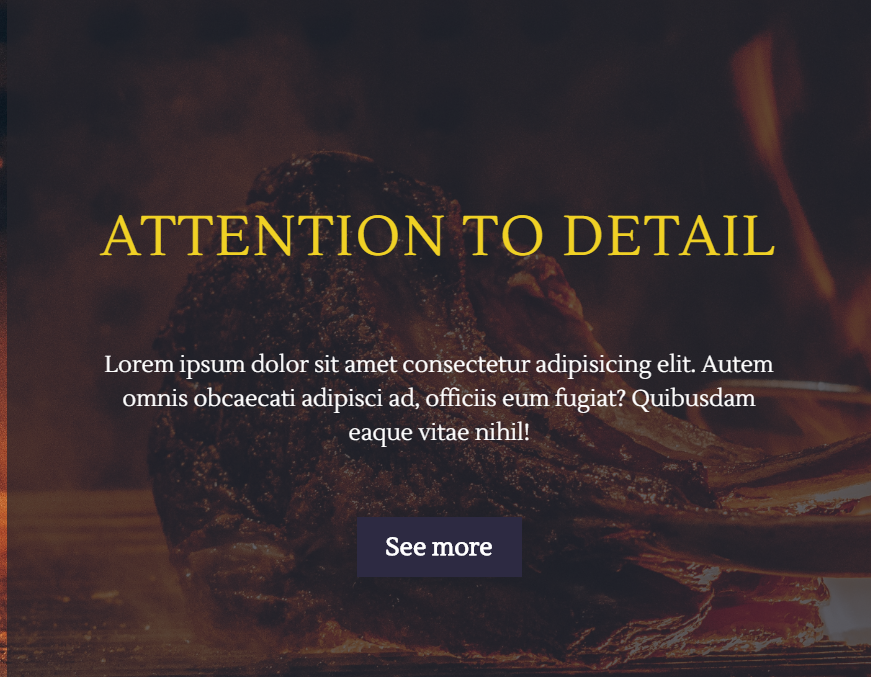 ATTENTION TO DETAIL
Lorem ipsum dolor sit amet consectetur adipisicing elit. Autem
omnis obcaecati adipisci ad, officiis eum fugiat? Quibusdam
eaque vitae nihil!
See more